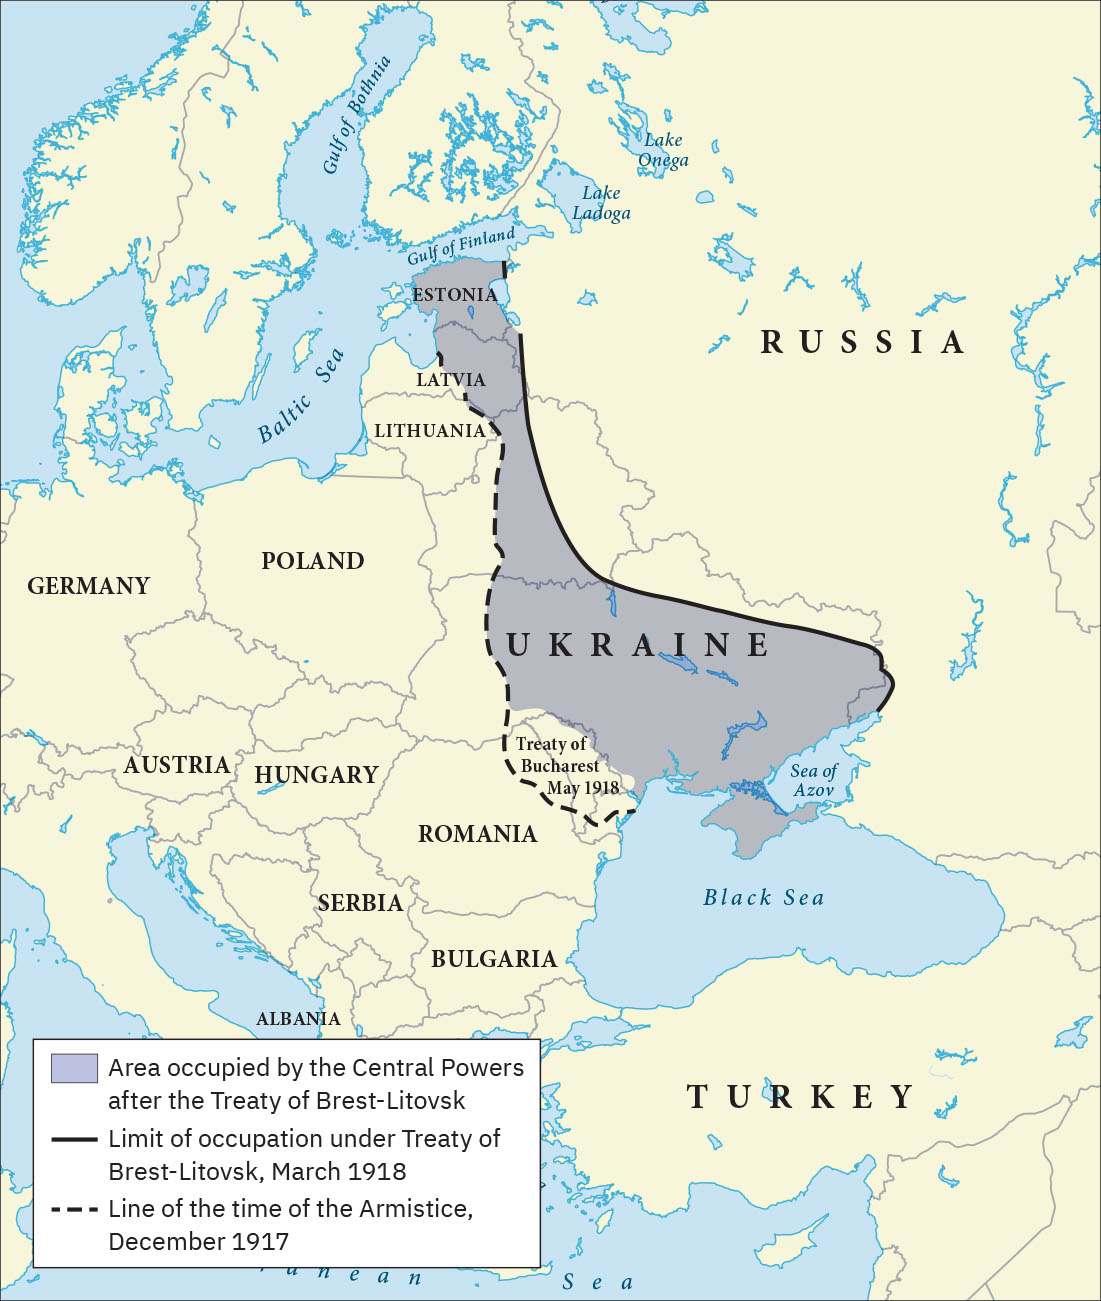 Gulf of Bothnia
Lake
Onega
Lake
Ladoga
Gulf of Finland
ESTONIA
RUSSIA
Baltic Sea
LATVIA
LITHUANIA
POLAND
GERMANY
UKRAINE
Treaty of
Bucharest
May 1918
AUSTRIA
HUNGARY
Sea of
Azov
ROMANIA
SERBIA
Black Sea
BULGARIA
ALBANIA
TURKEY
Area occupied by the Central Powers
after the Treaty of Brest-Litovsk
Limit of occupation under Treaty of
Brest-Litovsk, March 1918
Line of the time of the Armistice,
December 1917
anean Sea